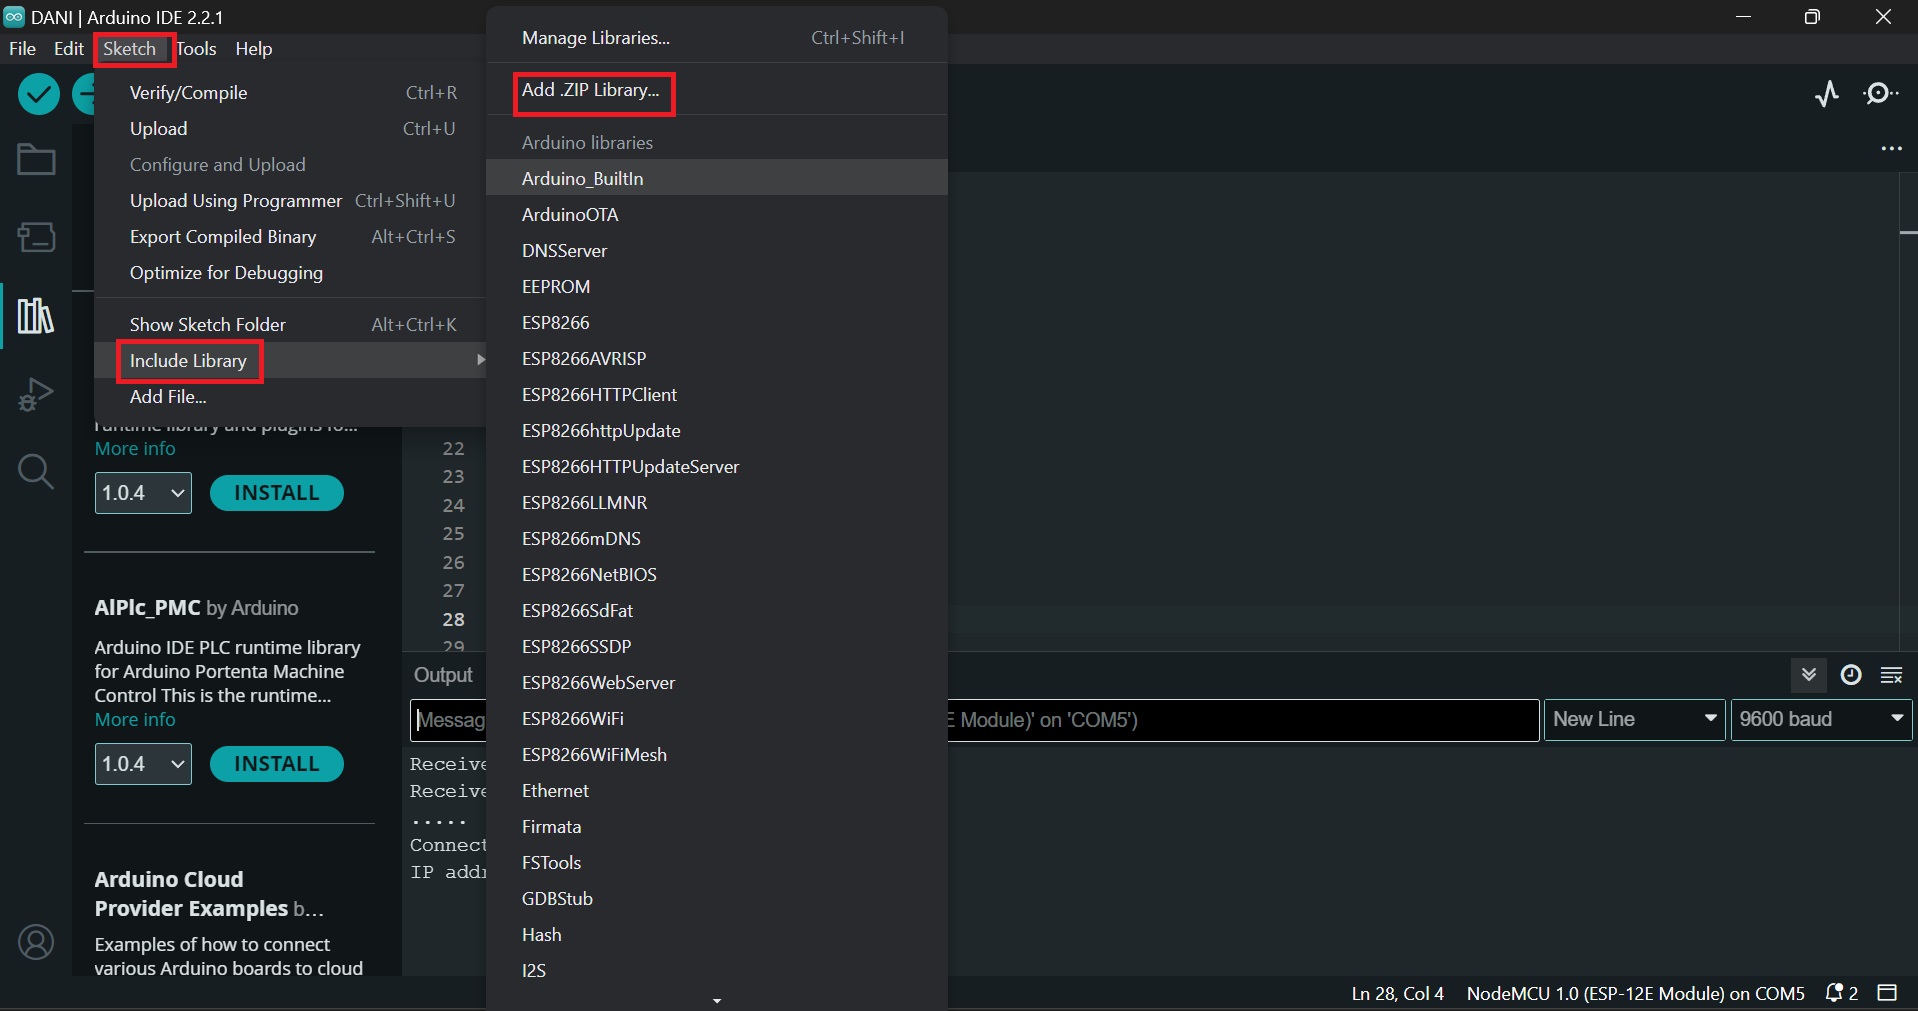 DANI | Arduino IDE 2.2.1
File Edit Sketch Tools Help
Verify/Compile Ctrl+R
Upload Ctrl+U
Configure and Upload
Upload Using Programmer Ctrl+Shift+U
Export Compiled Binary Alt+Ctrl+S
Optimize for Debugging
Show Sketch Folder Alt+Ctrl+K
Include Library
Add File...
Manage Libraries... Ctrl+Shift+I
Add .ZIP Library...
Arduino libraries
Arduino_BuiltIn
ArduinoOTA
DNSServer
EEPROM
ESP8266
ESP8266AVRISP
ESP8266HTTPClient
ESP8266httpUpdate
ESP8266HTTPUpdateServer
ESP8266LLMNR
ESP8266mDNS
ESP8266NetBIOS
ESP8266SdFat
ESP8266SSDP
ESP8266WebServer
ESP8266WiFi
ESP8266WiFiMesh
Ethernet
Firmata
FSTools
GDBStub
Hash
I2S
runtime library and plugins fo...
More info
1.0.4 INSTALL
AlPlc_PMC by Arduino
Arduino IDE PLC runtime library
for Arduino Portenta Machine
Control This is the runtime...
More info
1.0.4 INSTALL
Arduino Cloud
Provider Examples b...
Examples of how to connect
various Arduino boards to cloud
22
23
24
25
26
27
28
29
Output
Messag E Module)' on 'COM5')
New Line 9600 baud
Receive
Receive
.....
Connect
IP add
Ln 28, Col 4 NodeMCU 1.0 (ESP-12E Module) on COM5 2